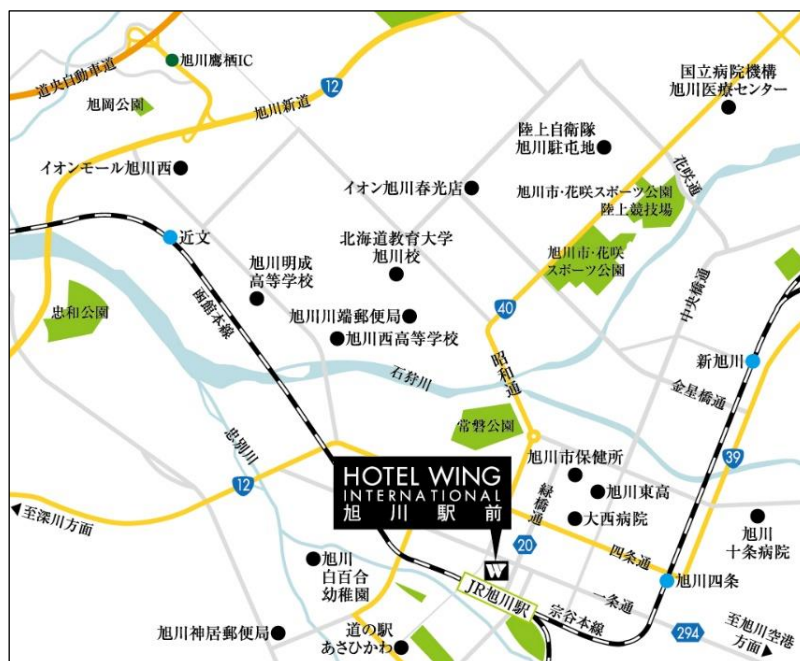 道央自動車道
旭川鷹栖IC
旭岡公園
旭川新道
12
国立病院機構
旭川医療センター
陸上自衛隊
旭川駐屯地
花咲通
イオンモール旭川西
イオン旭川春光店
旭川市・花咲スポーツ公園
陸上競技場
近文
北海道教育大学
旭川校
旭川市・花咲
スポーツ公園
中央橋通
旭川明成
高等学校
函館本線
忠和公園
旭川川端郵便局
40
旭川西高等学校
昭和通
新旭川
石狩川
金星橋通
常磐公園
忠別川
旭川市保健所
39
HOTEL WING
INTERNATIONAL
旭川駅前
12
緑橋通
旭川東高
至深川方面
大西病院
旭川
十条病院
20
四条通
旭川
白百合
幼稚園
W
旭川四条
JR旭川駅
一条通
宗谷本線
旭川神居郵便局
道の駅
あさひかわ
294
至旭川空港
方面